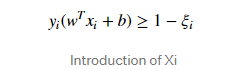 yᵢ(wᵀxᵢ + b) ≥ 1 − ξᵢ
Introduction of Xi